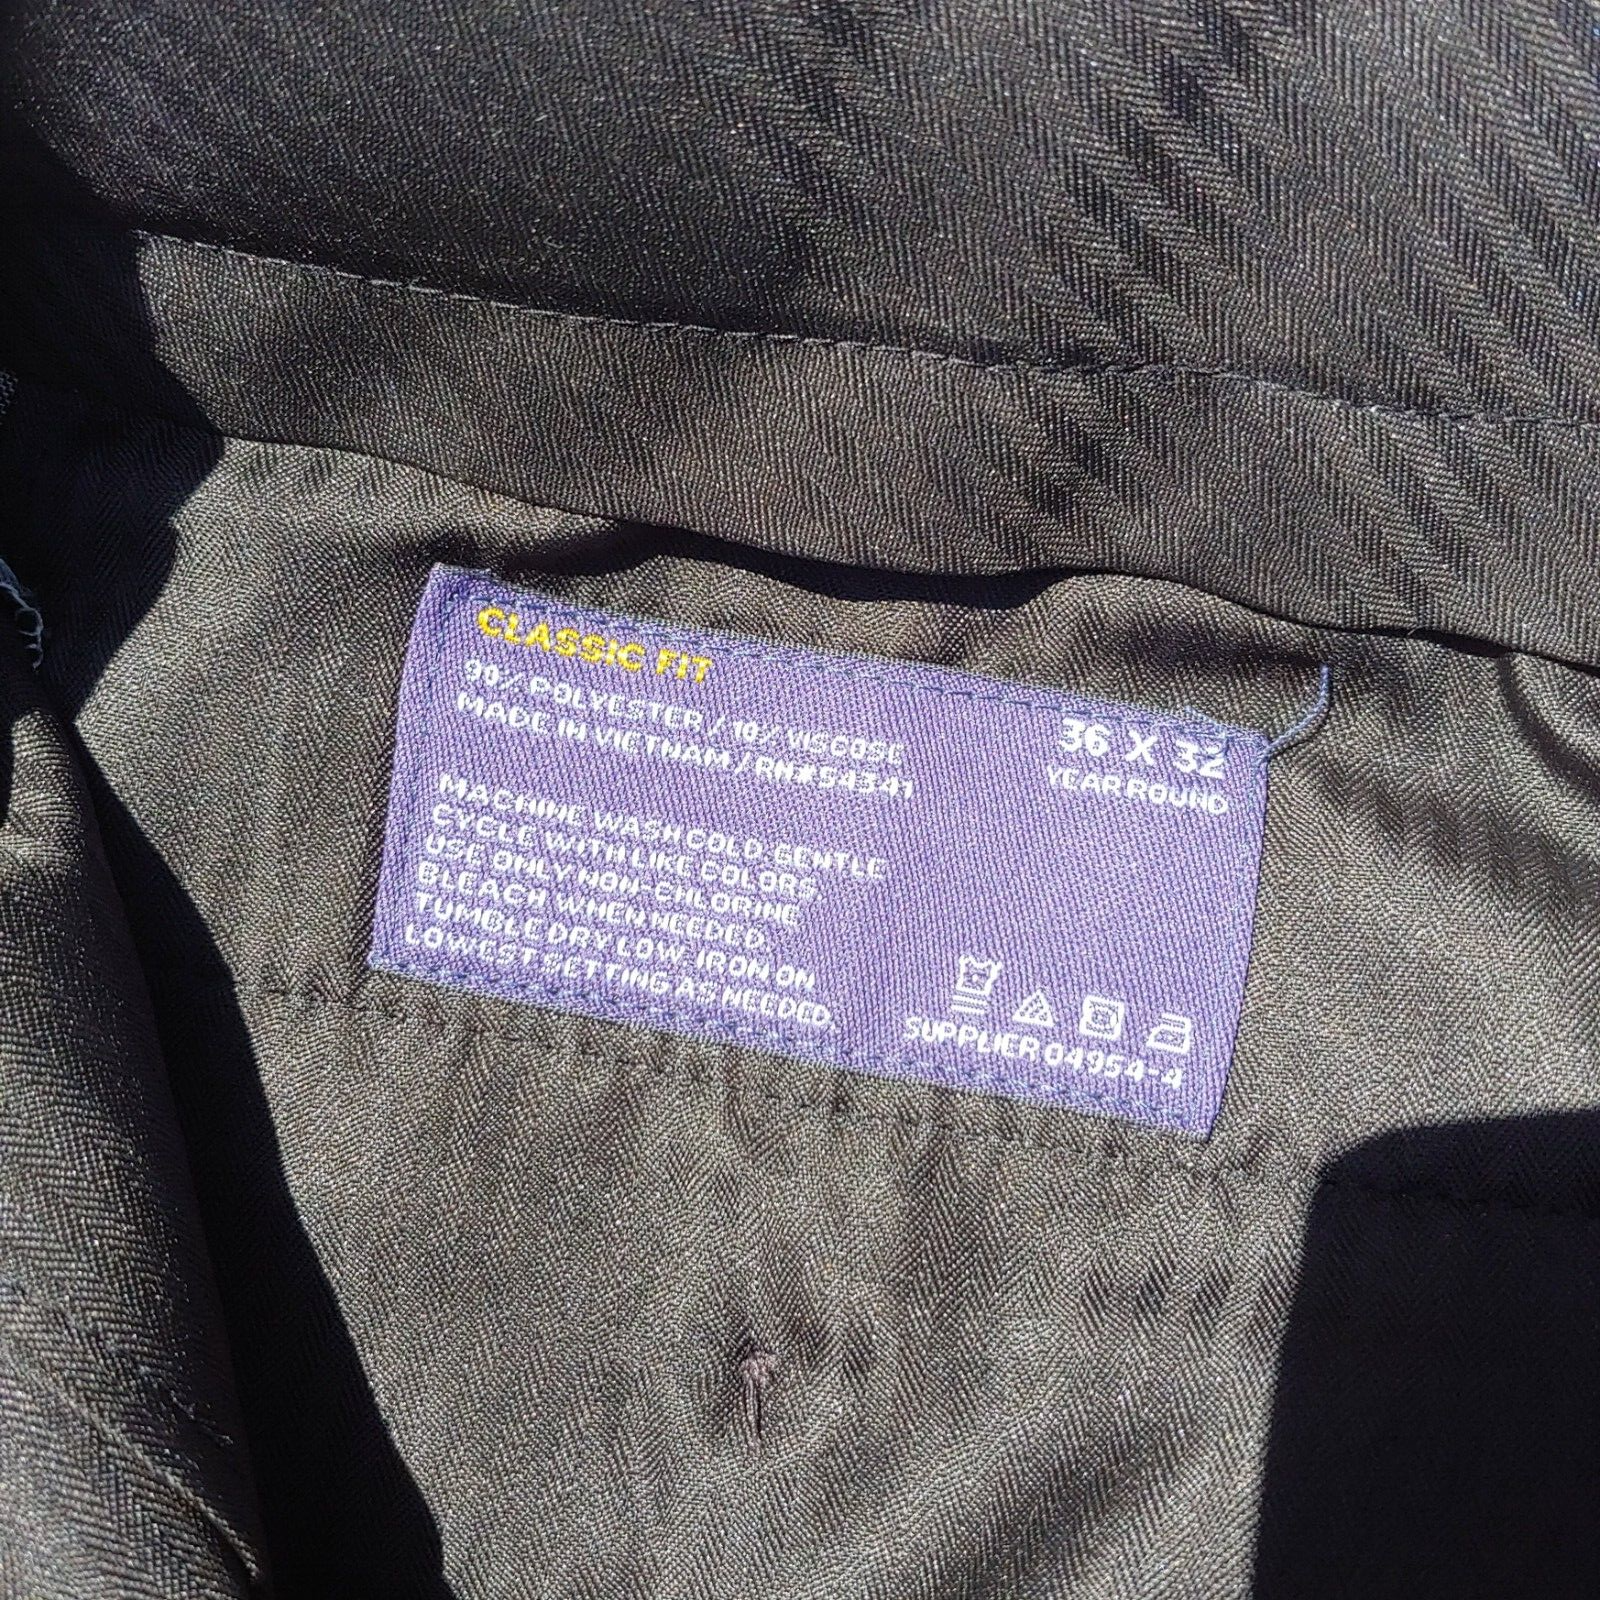 CLASSIC FIT
90% POLYESTER / 10% VISCOSE
MADE IN VIETNAM / RN#54341
36 X 32
YEAR ROUND
MACHINE WASH COLD. GENTLE
CYCLE WITH LIKE COLORS
USE ONLY NON-CHLORINE
BLEACH WHEN NEEDED.
TUMBLE DRY LOW. IRON ON
LOWEST SETTING AS NEEDED.
SUPPLIER 04954-4